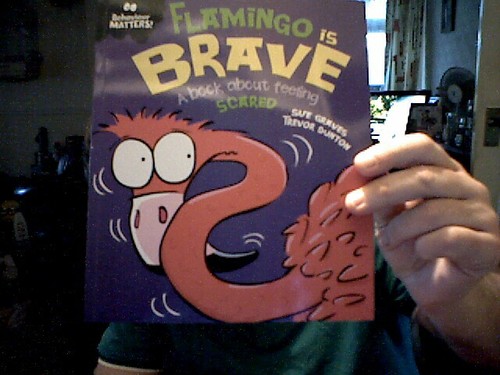 Behaviour
MATTERS!
FLAMINGO IS
BRAVE
A book about feeling
SCARED
SUE GRAVES
TREVOR DUNTON